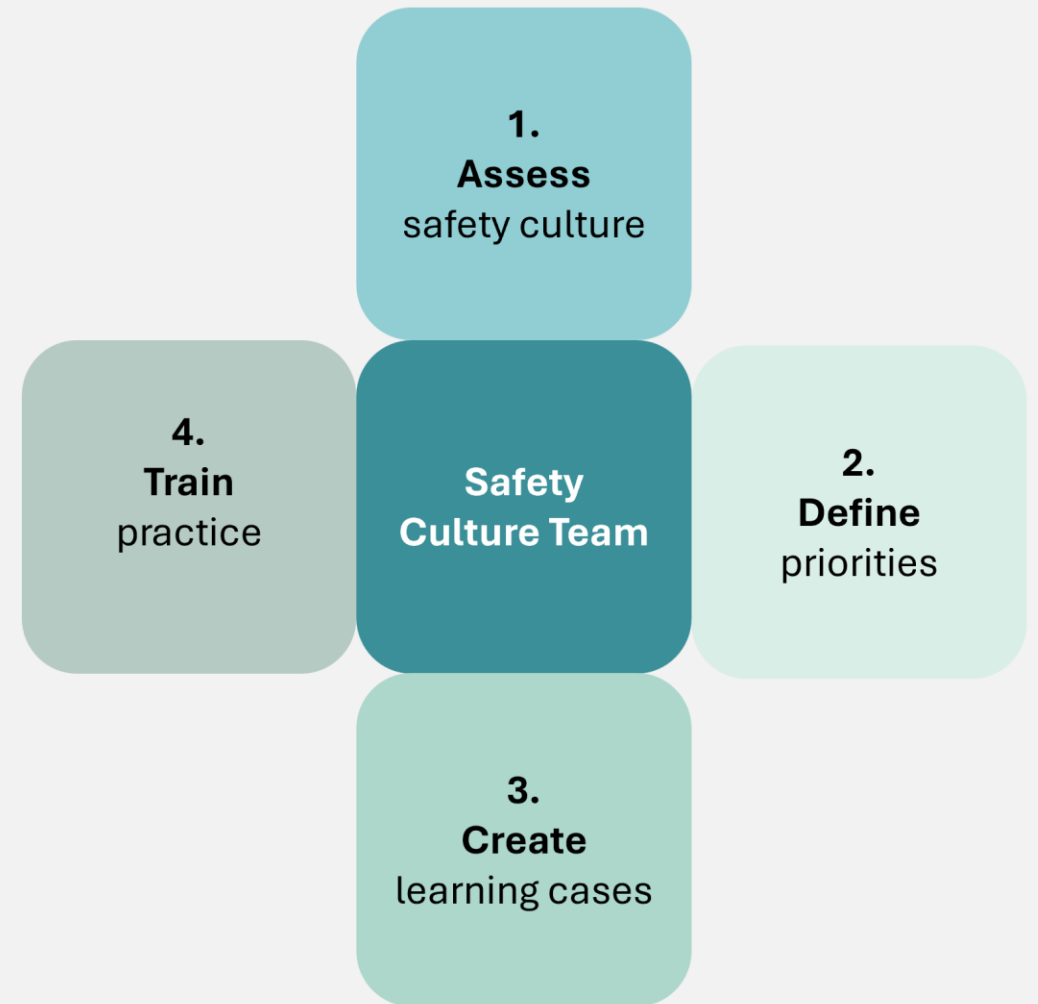 1.
Assess
safety culture
4.
Train
practice
Safety
Culture Team
2.
Define
priorities
3.
Create
learning cases